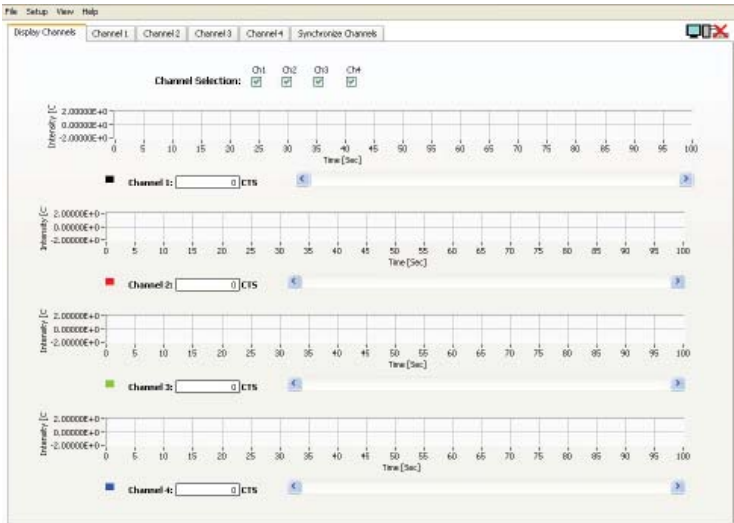 File Setup View Help
Display Channels Channel 1 Channel 2 Channel 3 Channel 4 Synchronize Channels
Ch1 Ch2 Ch3 Ch4
Channel Selection:
Intensity [C
2.00000E+0
0.00000E+0
-2.00000E+0
0 5 10 15 20 25 30 35 40 45 50 55 60 65 70 75 80 85 90 95 100
Time [Sec]
Channel 1: 0 CTS
Intensity [C
2.00000E+0
0.00000E+0
-2.00000E+0
0 5 10 15 20 25 30 35 40 45 50 55 60 65 70 75 80 85 90 95 100
Time [Sec]
Channel 2: 0 CTS
Intensity [C
2.00000E+0
0.00000E+0
-2.00000E+0
0 5 10 15 20 25 30 35 40 45 50 55 60 65 70 75 80 85 90 95 100
Time [Sec]
Channel 3: 0 CTS
Intensity [C
2.00000E+0
0.00000E+0
-2.00000E+0
0 5 10 15 20 25 30 35 40 45 50 55 60 65 70 75 80 85 90 95 100
Time [Sec]
Channel 4: 0 CTS